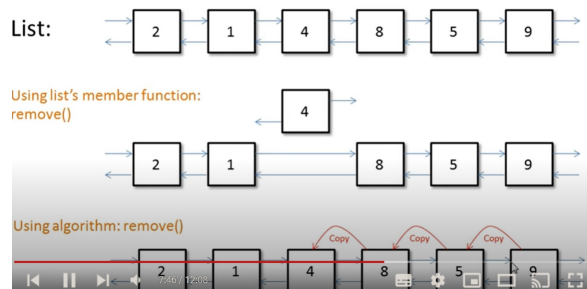 List:
2 1 4 8 5 9
Using list's member function:
remove()
4
2 1 8 5 9
Using algorithm: remove()
Copy Copy Copy
2 1 4 8 5 9
7:46 / 12:08